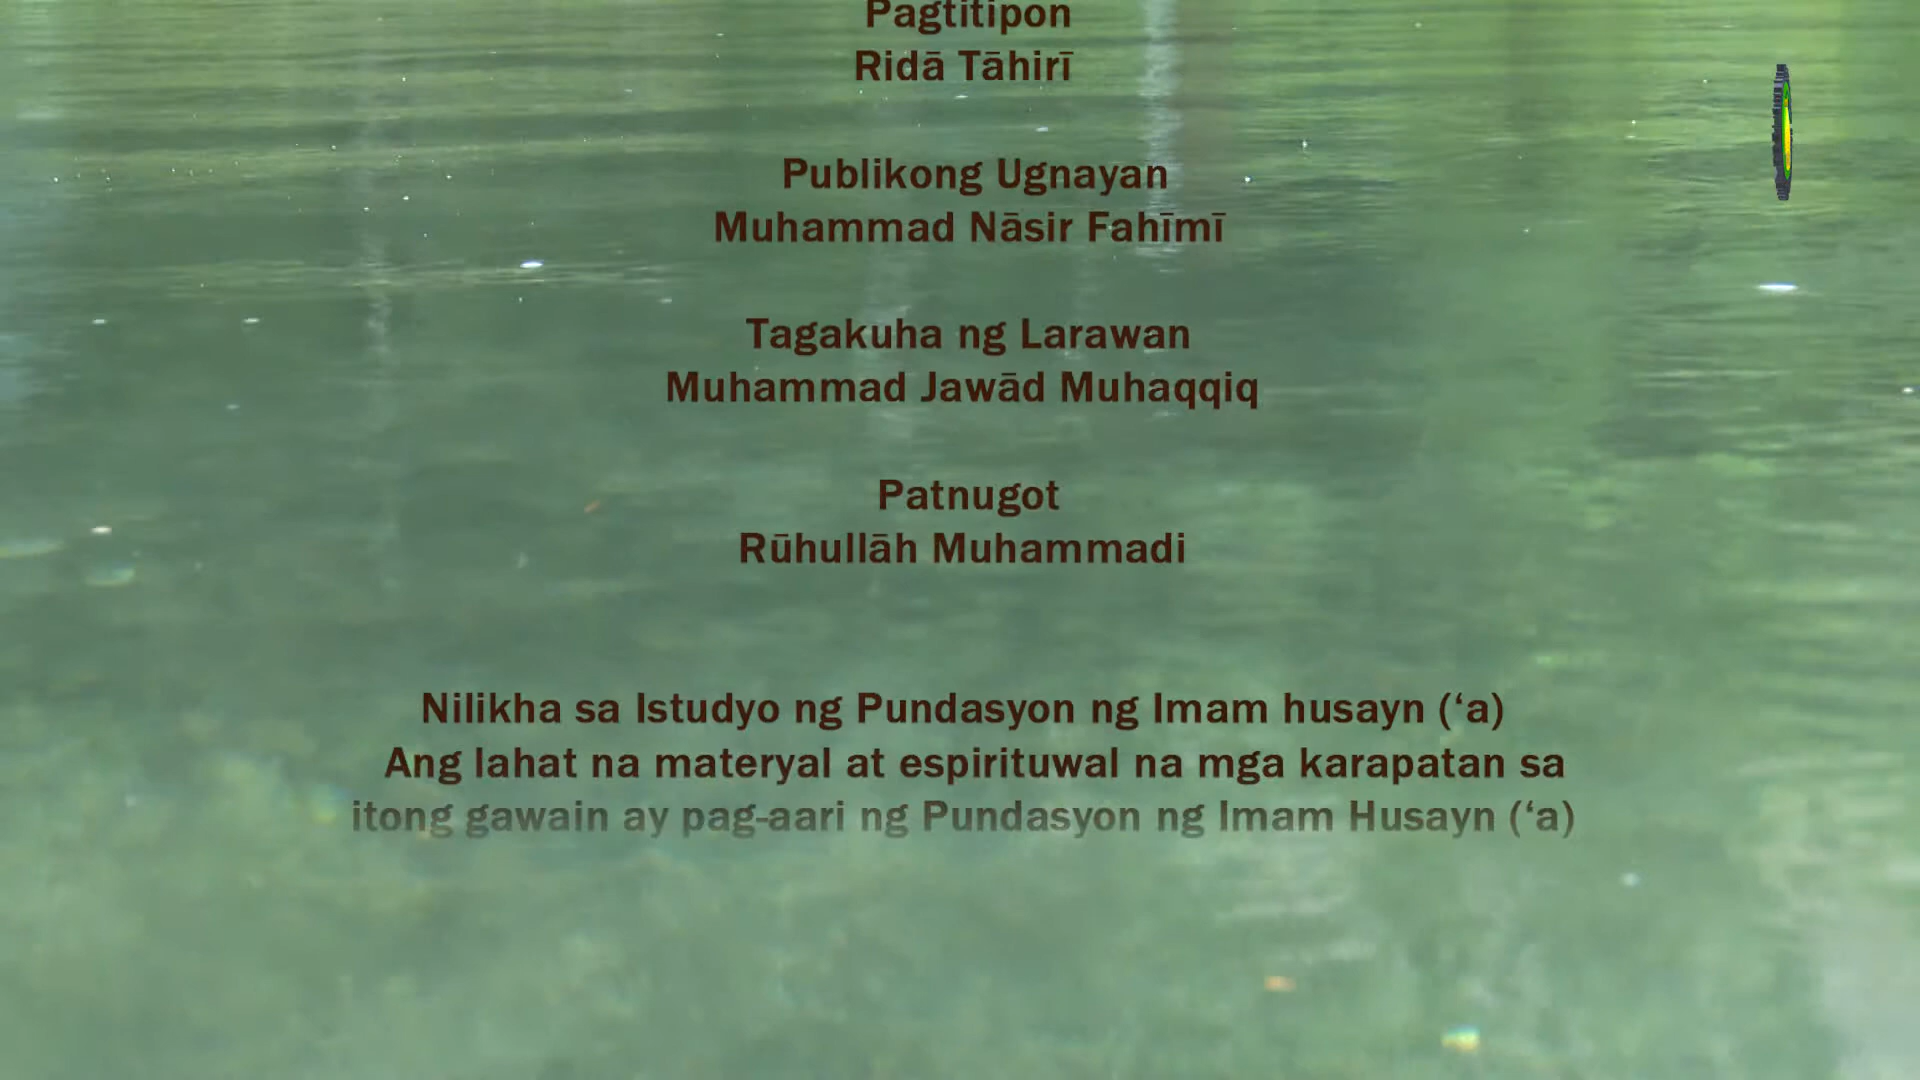 Pagtitipon
Ridā Tāhirī
Publikong Ugnayan
Muhammad Nāsir Fahīmī
Tagakuha ng Larawan
Muhammad Jawād Muhaqqiq
Patnugot
Rūhullāh Muhammadi
Nilikha sa Istudyo ng Pundasyon ng Imam husayn (‘a)
Ang lahat na materyal at espirituwal na mga karapatan sa
itong gawain ay pag-aari ng Pundasyon ng Imam Husayn (‘a)